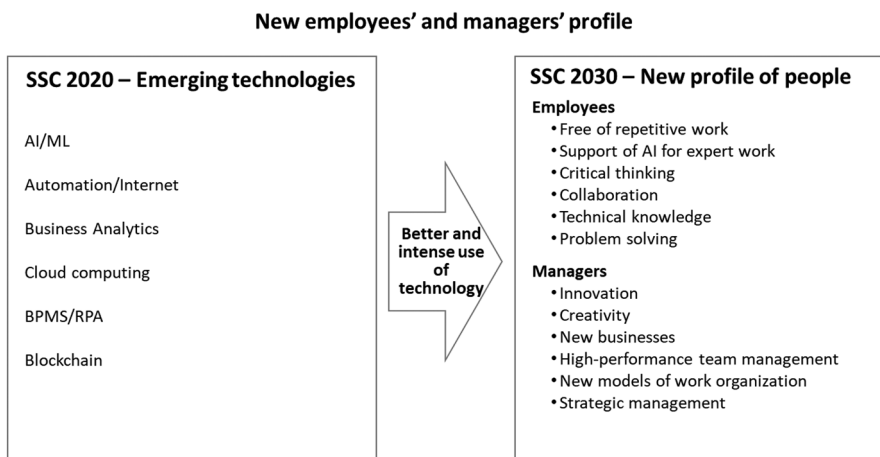 New employees’ and managers’ profile
SSC 2020 – Emerging technologies
AI/ML
Automation/Internet
Business Analytics
Cloud computing
BPMS/RPA
Blockchain
Better and
intense use
of
technology
SSC 2030 – New profile of people
Employees
• Free of repetitive work
• Support of AI for expert work
• Critical thinking
• Collaboration
• Technical knowledge
• Problem solving
Managers
• Innovation
• Creativity
• New businesses
• High-performance team management
• New models of work organization
• Strategic management